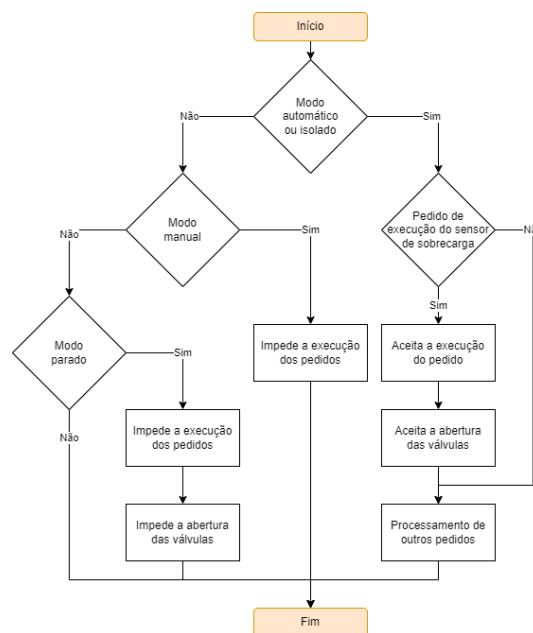 Início
Modo
automático
ou isolado
Não
Sim
Modo
manual
Pedido de
execução do sensor
de sobrecarga
Não
Sim
Não
Sim
Modo
parado
Impede a execução
dos pedidos
Aceita a execução
do pedido
Sim
Não
Impede a execução
dos pedidos
Aceita a abertura
das válvulas
Impede a abertura
das válvulas
Processamento de
outros pedidos
Fim